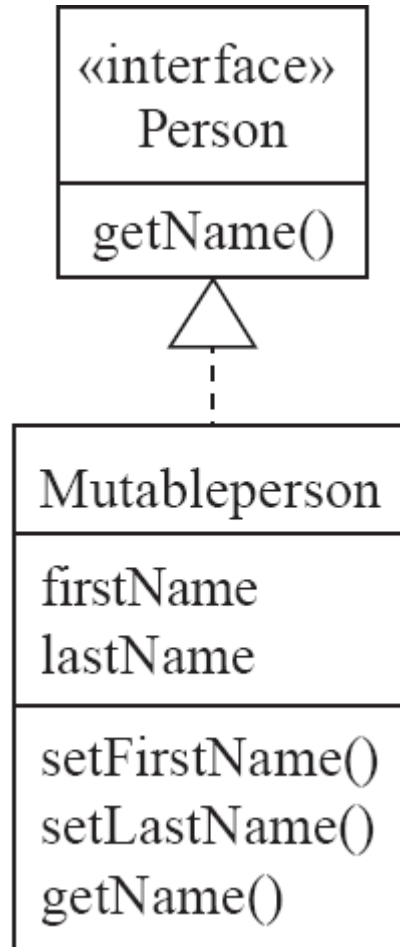 «interface»
Person
getName()
Mutableperson
firstName
lastName
setFirstName()
setLastName()
getName()